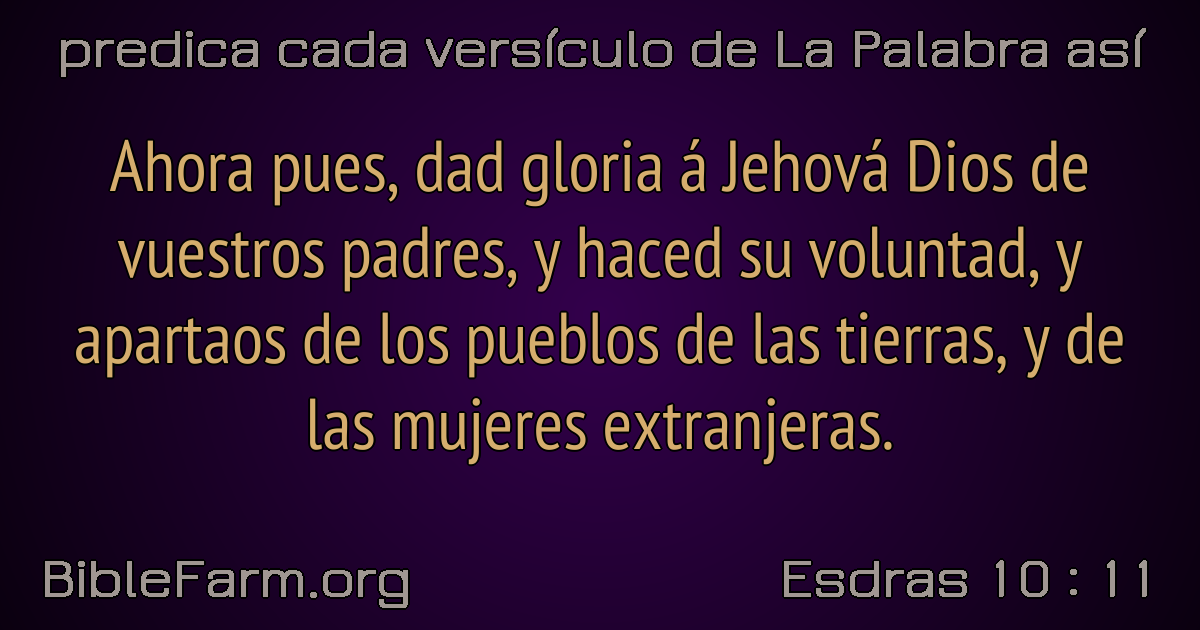 predica cada versículo de La Palabra así
Ahora pues, dad gloria á Jehová Dios de
vuestros padres, y haced su voluntad, y
apartaos de los pueblos de las tierras, y de
las mujeres extranjeras.
BibleFarm.org
Esdras 10 : 11